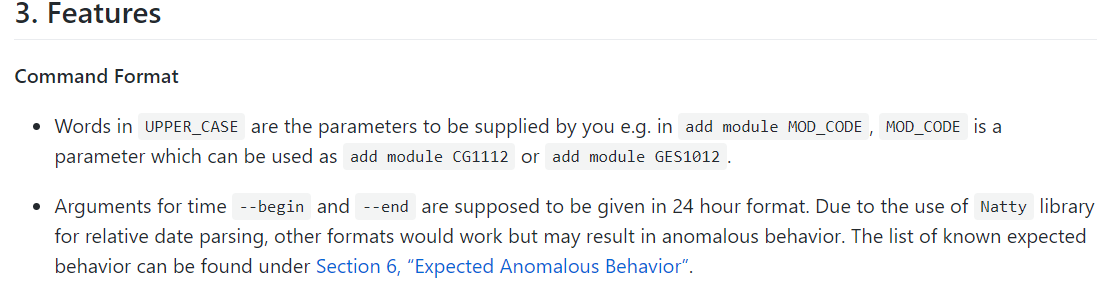 3. Features
Command Format
• Words in UPPER_CASE are the parameters to be supplied by you e.g. in add module MOD_CODE , MOD_CODE is a
parameter which can be used as add module CG1112 or add module GES1012 .
• Arguments for time --begin and --end are supposed to be given in 24 hour format. Due to the use of Natty library
for relative date parsing, other formats would work but may result in anomalous behavior. The list of known expected
behavior can be found under Section 6, “Expected Anomalous Behavior”.